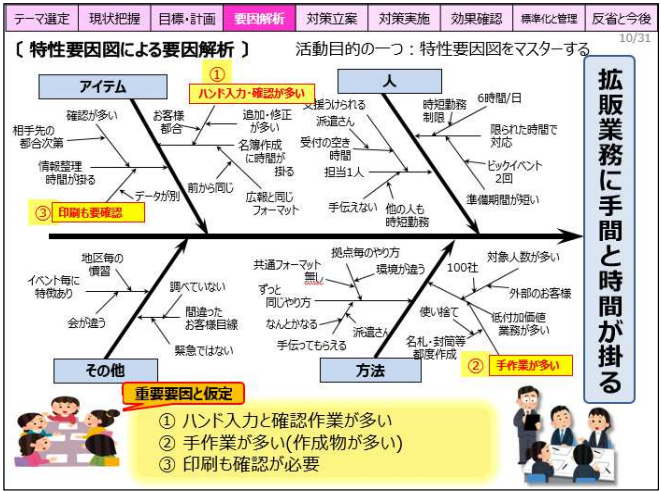 テーマ選定 現状把握 目標・計画 要因解析 対策立案 対策実施 効果確認 標準化と管理 反省と今後
10/31
〔 特性要因図による要因解析 〕 活動目的の一つ：特性要因図をマスターする
アイテム
① ハンド入力・確認が多い
確認が多い
相手先の
都合次第
情報整理
時間が掛る
データが別
③ 印刷も要確認
お客様
都合
追加・修正
が多い
名簿作成
に時間が
掛る
前から同じ
広報と同じ
フォーマット
人
支援うけられる
派遣さん
受付の空き
時間
担当1人
手伝えない
他の人も
時短勤務
時短勤務
制限
6時間/日
限られた時間で
対応
ビックイベント
2回
準備期間が短い
拡販業務に手間と時間が掛る
地区毎の
慣習
イベント毎に
特徴あり
会が違う
調べていない
間違った
お客様目線
緊急ではない
その他
拠点毎のやり方
共通フォーマット
無し
環境が違う
ずっと
同じやり方
なんとかなる
派遣さん
手伝ってもらえる
対象人数が多い
100社
外部のお客様
使い捨て
低付加価値
業務が多い
名札・封筒等
都度作成
② 手作業が多い
方法
重要要因と仮定
① ハンド入力と確認作業が多い
② 手作業が多い(作成物が多い)
③ 印刷も確認が必要